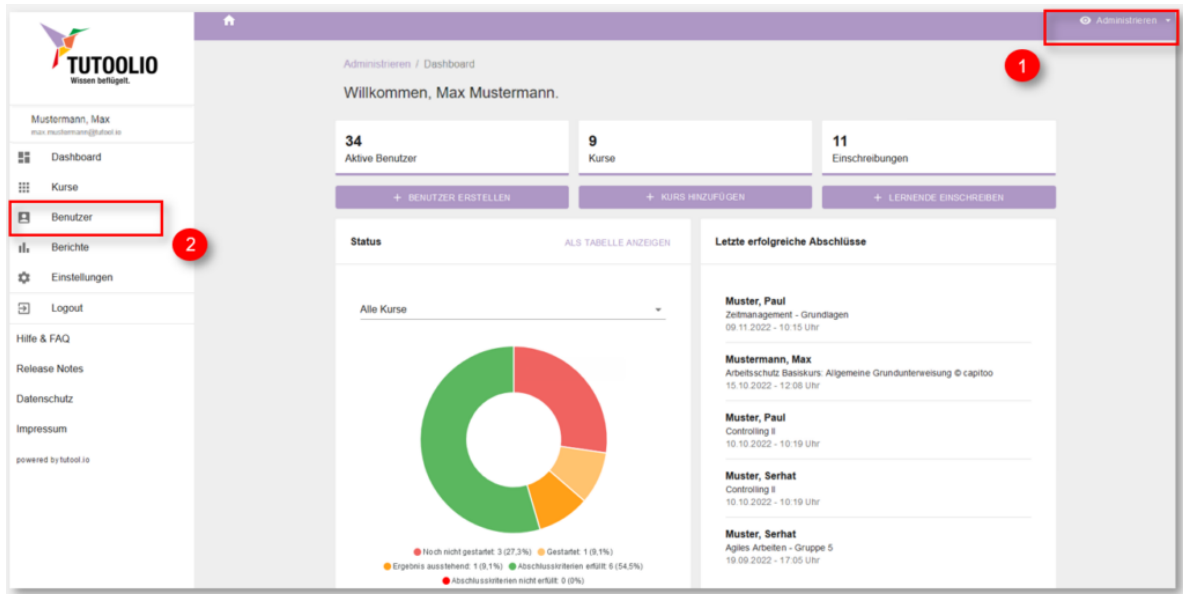 TUTOOLIO
Wissen beflügelt.
Mustermann, Max
max.mustermann@tutool.io
Dashboard
Kurse
Benutzer
2
Berichte
Einstellungen
Logout
Hilfe & FAQ
Release Notes
Datenschutz
Impressum
powered by tutool.io
Administrieren
1
Administrieren / Dashboard
Willkommen, Max Mustermann.
34
Aktive Benutzer
9
Kurse
11
Einschreibungen
+ BENUTZER ERSTELLEN
+ KURS HINZUFÜGEN
+ LERNENDE EINSCHREIBEN
Status
ALS TABELLE ANZEIGEN
Alle Kurse
Noch nicht gestartet: 3 (27,3%) Gestartet: 1 (9,1%)
Ergebnis ausstehend: 1 (9,1%) Abschlusskriterien erfüllt: 6 (54,5%)
Abschlusskriterien nicht erfüllt: 0 (0%)
Letzte erfolgreiche Abschlüsse
Muster, Paul
Zeitmanagement - Grundlagen
09.11.2022 - 10:15 Uhr
Mustermann, Max
Arbeitsschutz Basiskurs: Allgemeine Grundunterweisung © capitoo
15.10.2022 - 12:08 Uhr
Muster, Paul
Controlling II
10.10.2022 - 10:19 Uhr
Muster, Serhat
Controlling II
10.10.2022 - 10:19 Uhr
Muster, Serhat
Agiles Arbeiten - Gruppe 5
19.09.2022 - 17:05 Uhr